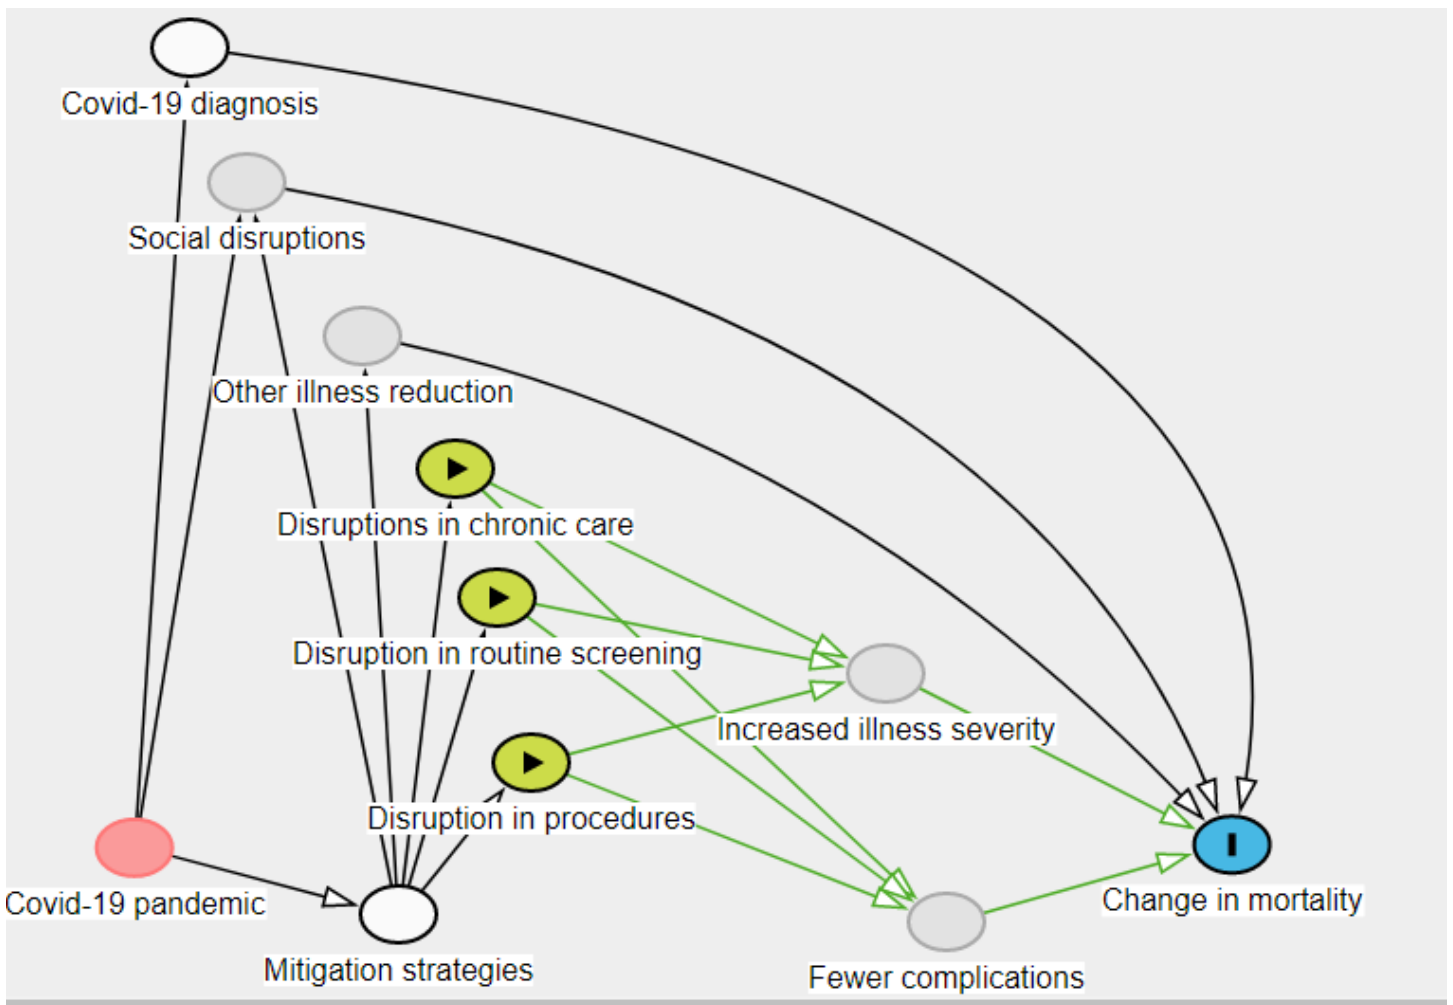 Covid-19 diagnosis
Social disruptions
Other illness reduction
Disruptions in chronic care
Disruption in routine screening
Increased illness severity
Disruption in procedures
Covid-19 pandemic
Change in mortality
Mitigation strategies
Fewer complications